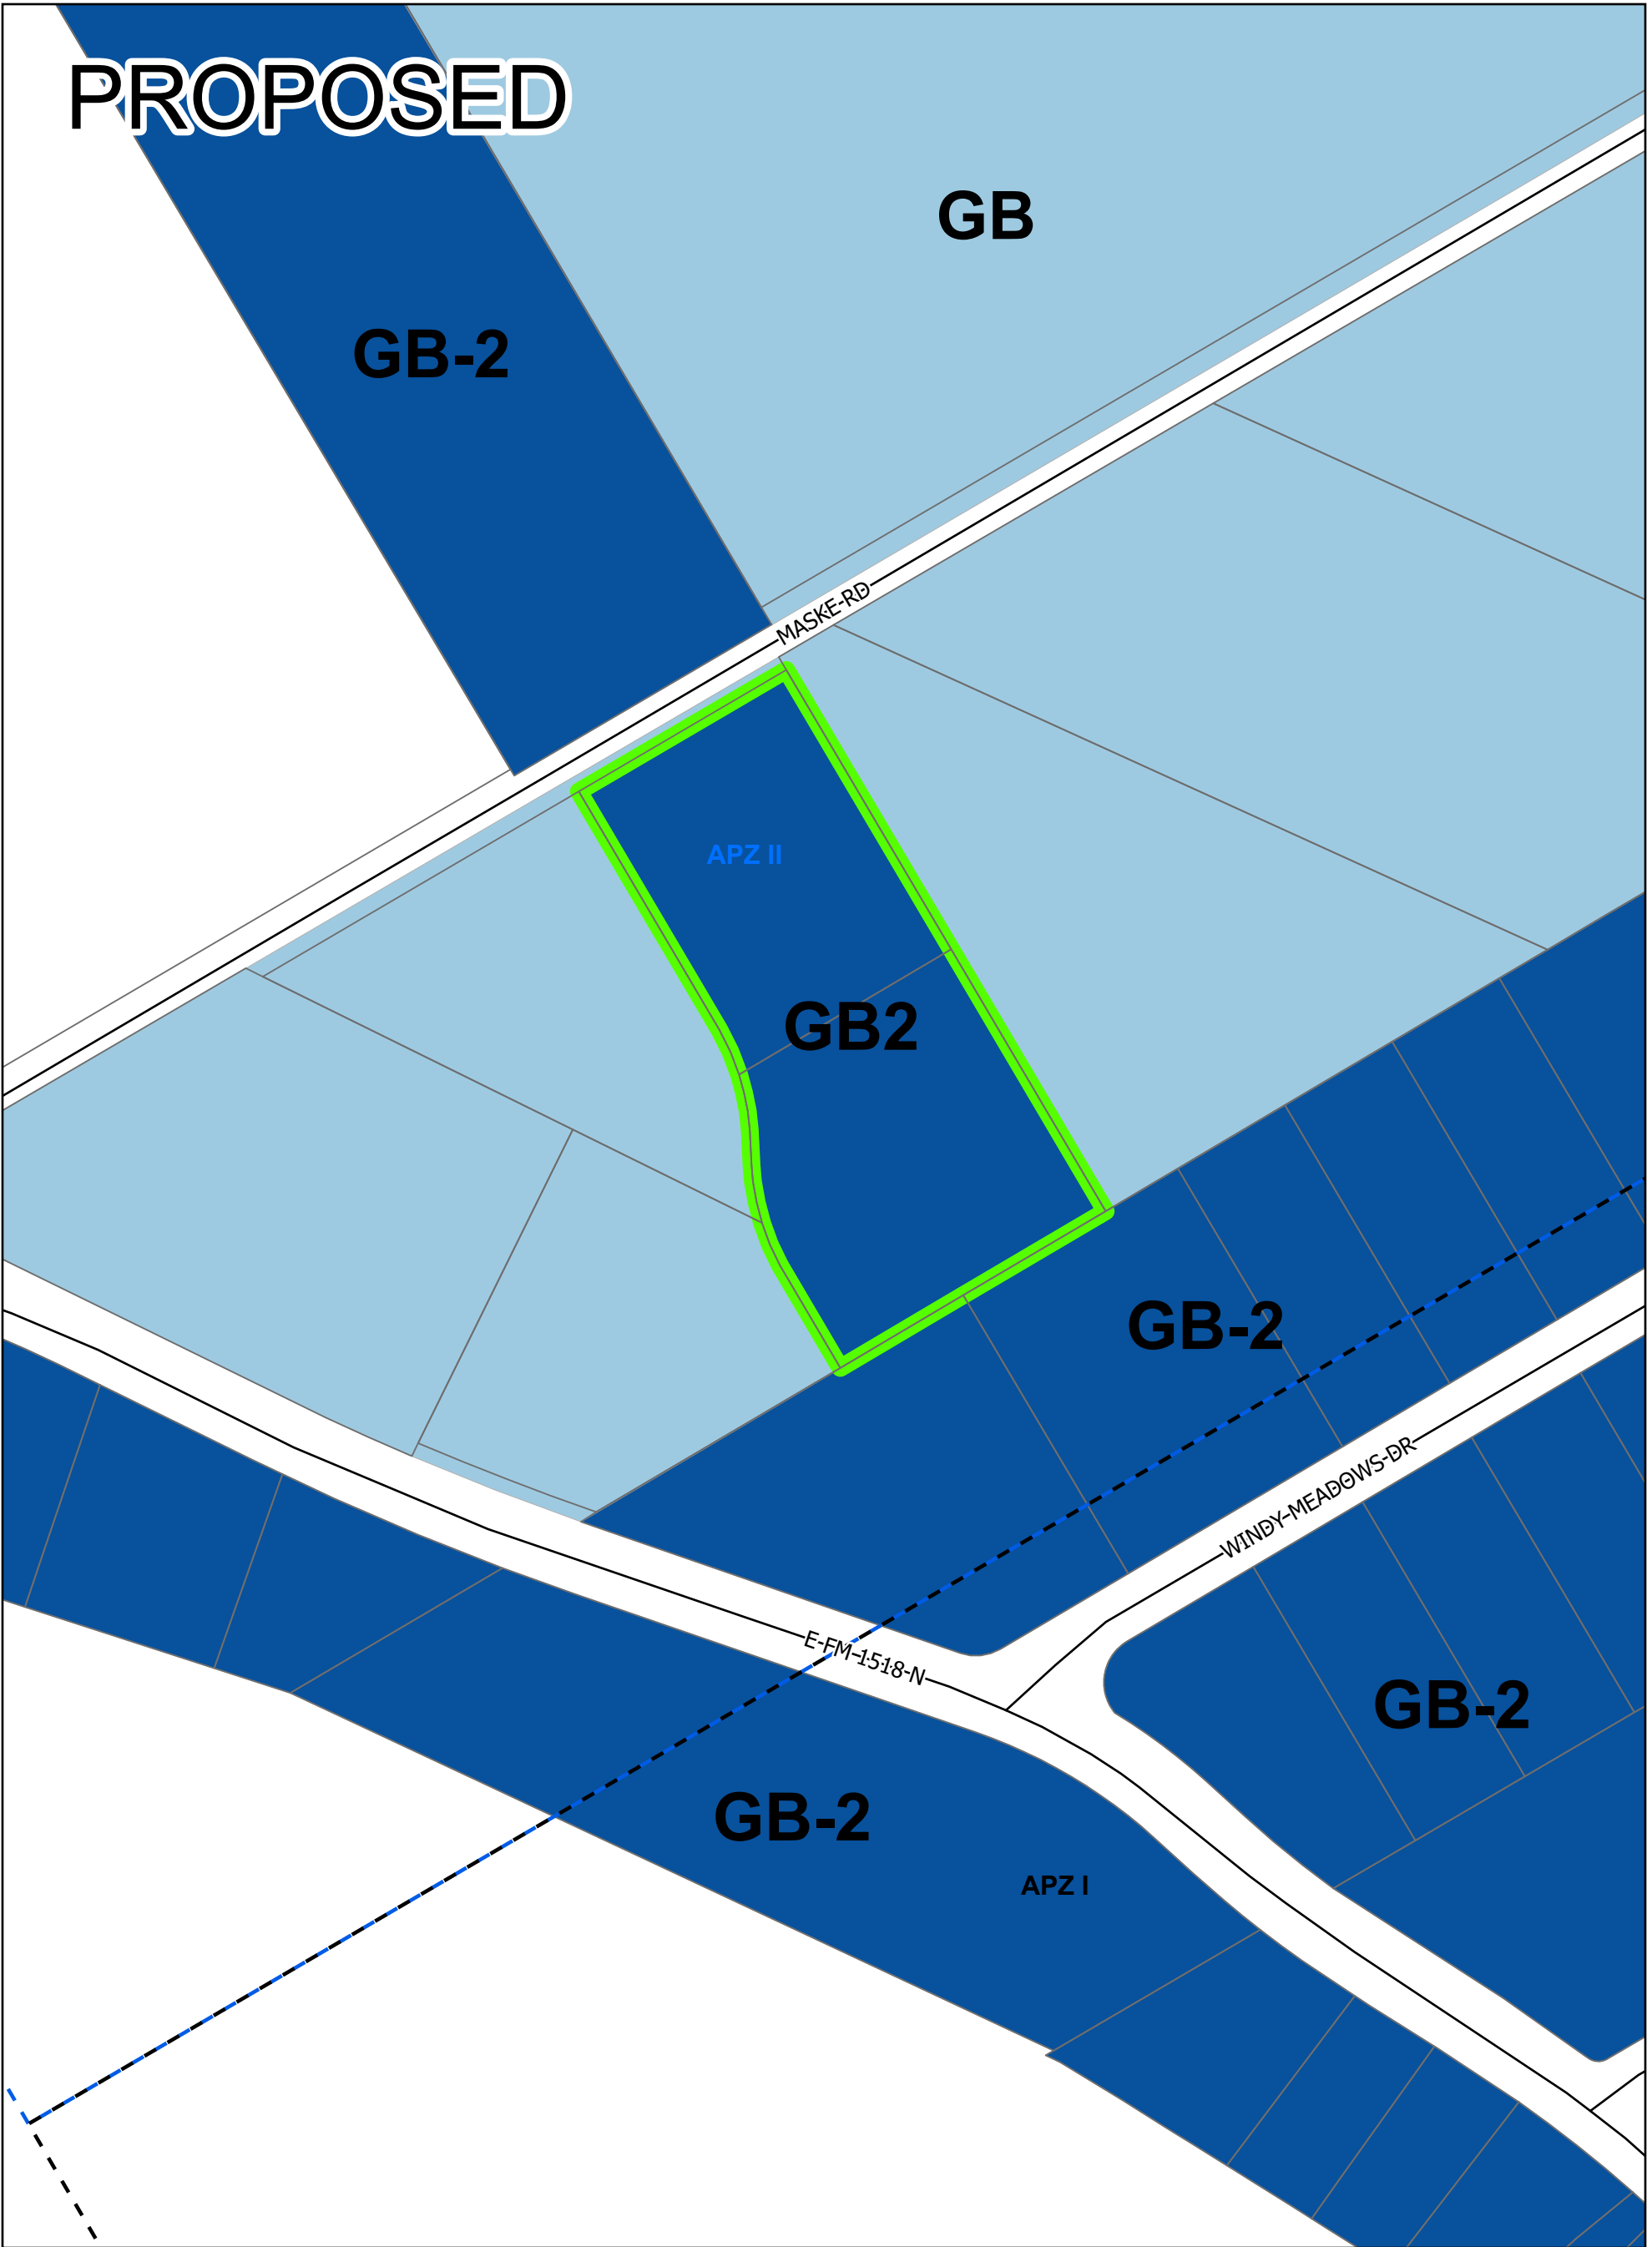 PROPOSED
GB
GB-2
MASKE-RD
APZ II
GB2
GB-2
WINDY-MEADOWS-DR
E-FM-1518-N
GB-2
GB-2
APZ I